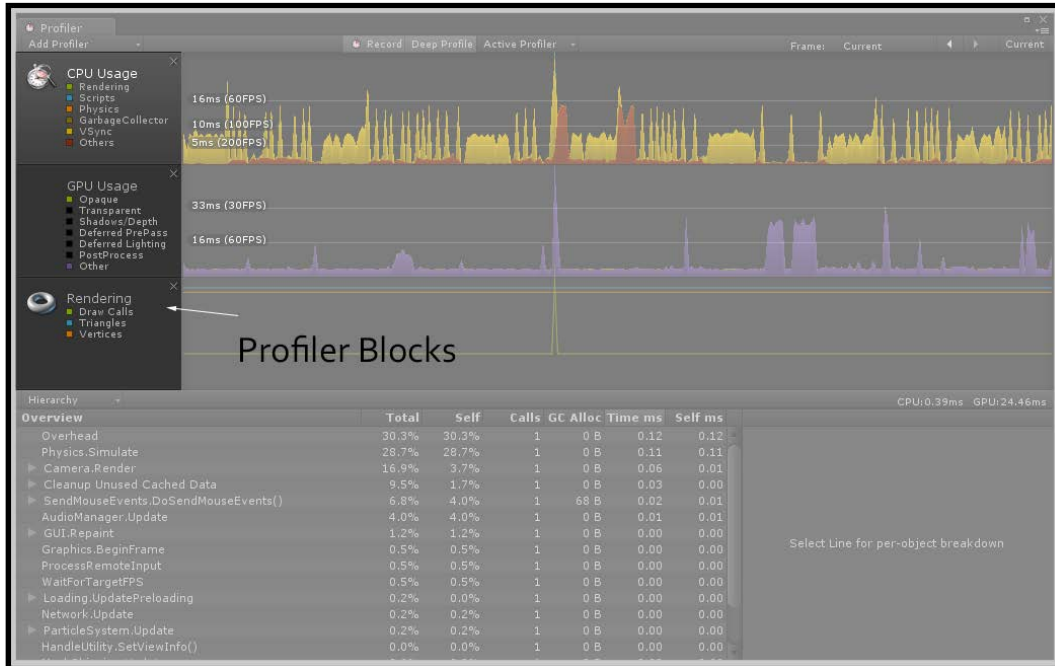 Profiler
Add Profiler
Record Deep Profile Active Profiler
Frame: Current
Current
CPU Usage
Rendering
Scripts
Physics
GarbageCollector
VSync
Others
16ms (60FPS)
10ms (100FPS)
5ms (200FPS)
GPU Usage
Opaque
Transparent
Shadows/Depth
Deferred PrePass
Deferred Lighting
PostProcess
Other
33ms (30FPS)
16ms (60FPS)
Rendering
Draw Calls
Triangles
Vertices
Profiler Blocks
Hierarchy
CPU:0.39ms GPU:24.46ms
Overview Total Self Calls GC Alloc Time ms Self ms
Overhead 30.3% 30.3% 1 0 B 0.12 0.12
Physics.Simulate 28.7% 28.7% 1 0 B 0.11 0.11
Camera.Render 16.9% 3.7% 1 0 B 0.06 0.01
Cleanup Unused Cached Data 9.5% 1.7% 1 0 B 0.03 0.00
SendMouseEvents.DoSendMouseEvents() 6.8% 4.0% 1 68 B 0.02 0.01
AudioManager.Update 4.0% 4.0% 1 0 B 0.01 0.01
GUI.Repaint 1.2% 1.2% 1 0 B 0.00 0.00
Graphics.BeginFrame 0.5% 0.5% 1 0 B 0.00 0.00
ProcessRemoteInput 0.5% 0.5% 1 0 B 0.00 0.00
WaitForTargetFPS 0.5% 0.5% 1 0 B 0.00 0.00
Loading.UpdatePreloading 0.2% 0.0% 1 0 B 0.00 0.00
Network.Update 0.2% 0.2% 1 0 B 0.00 0.00
ParticleSystem.Update 0.2% 0.2% 1 0 B 0.00 0.00
HandleUtility.SetViewInfo() 0.0% 0.0% 1 0 B 0.00 0.00
Select Line for per-object breakdown